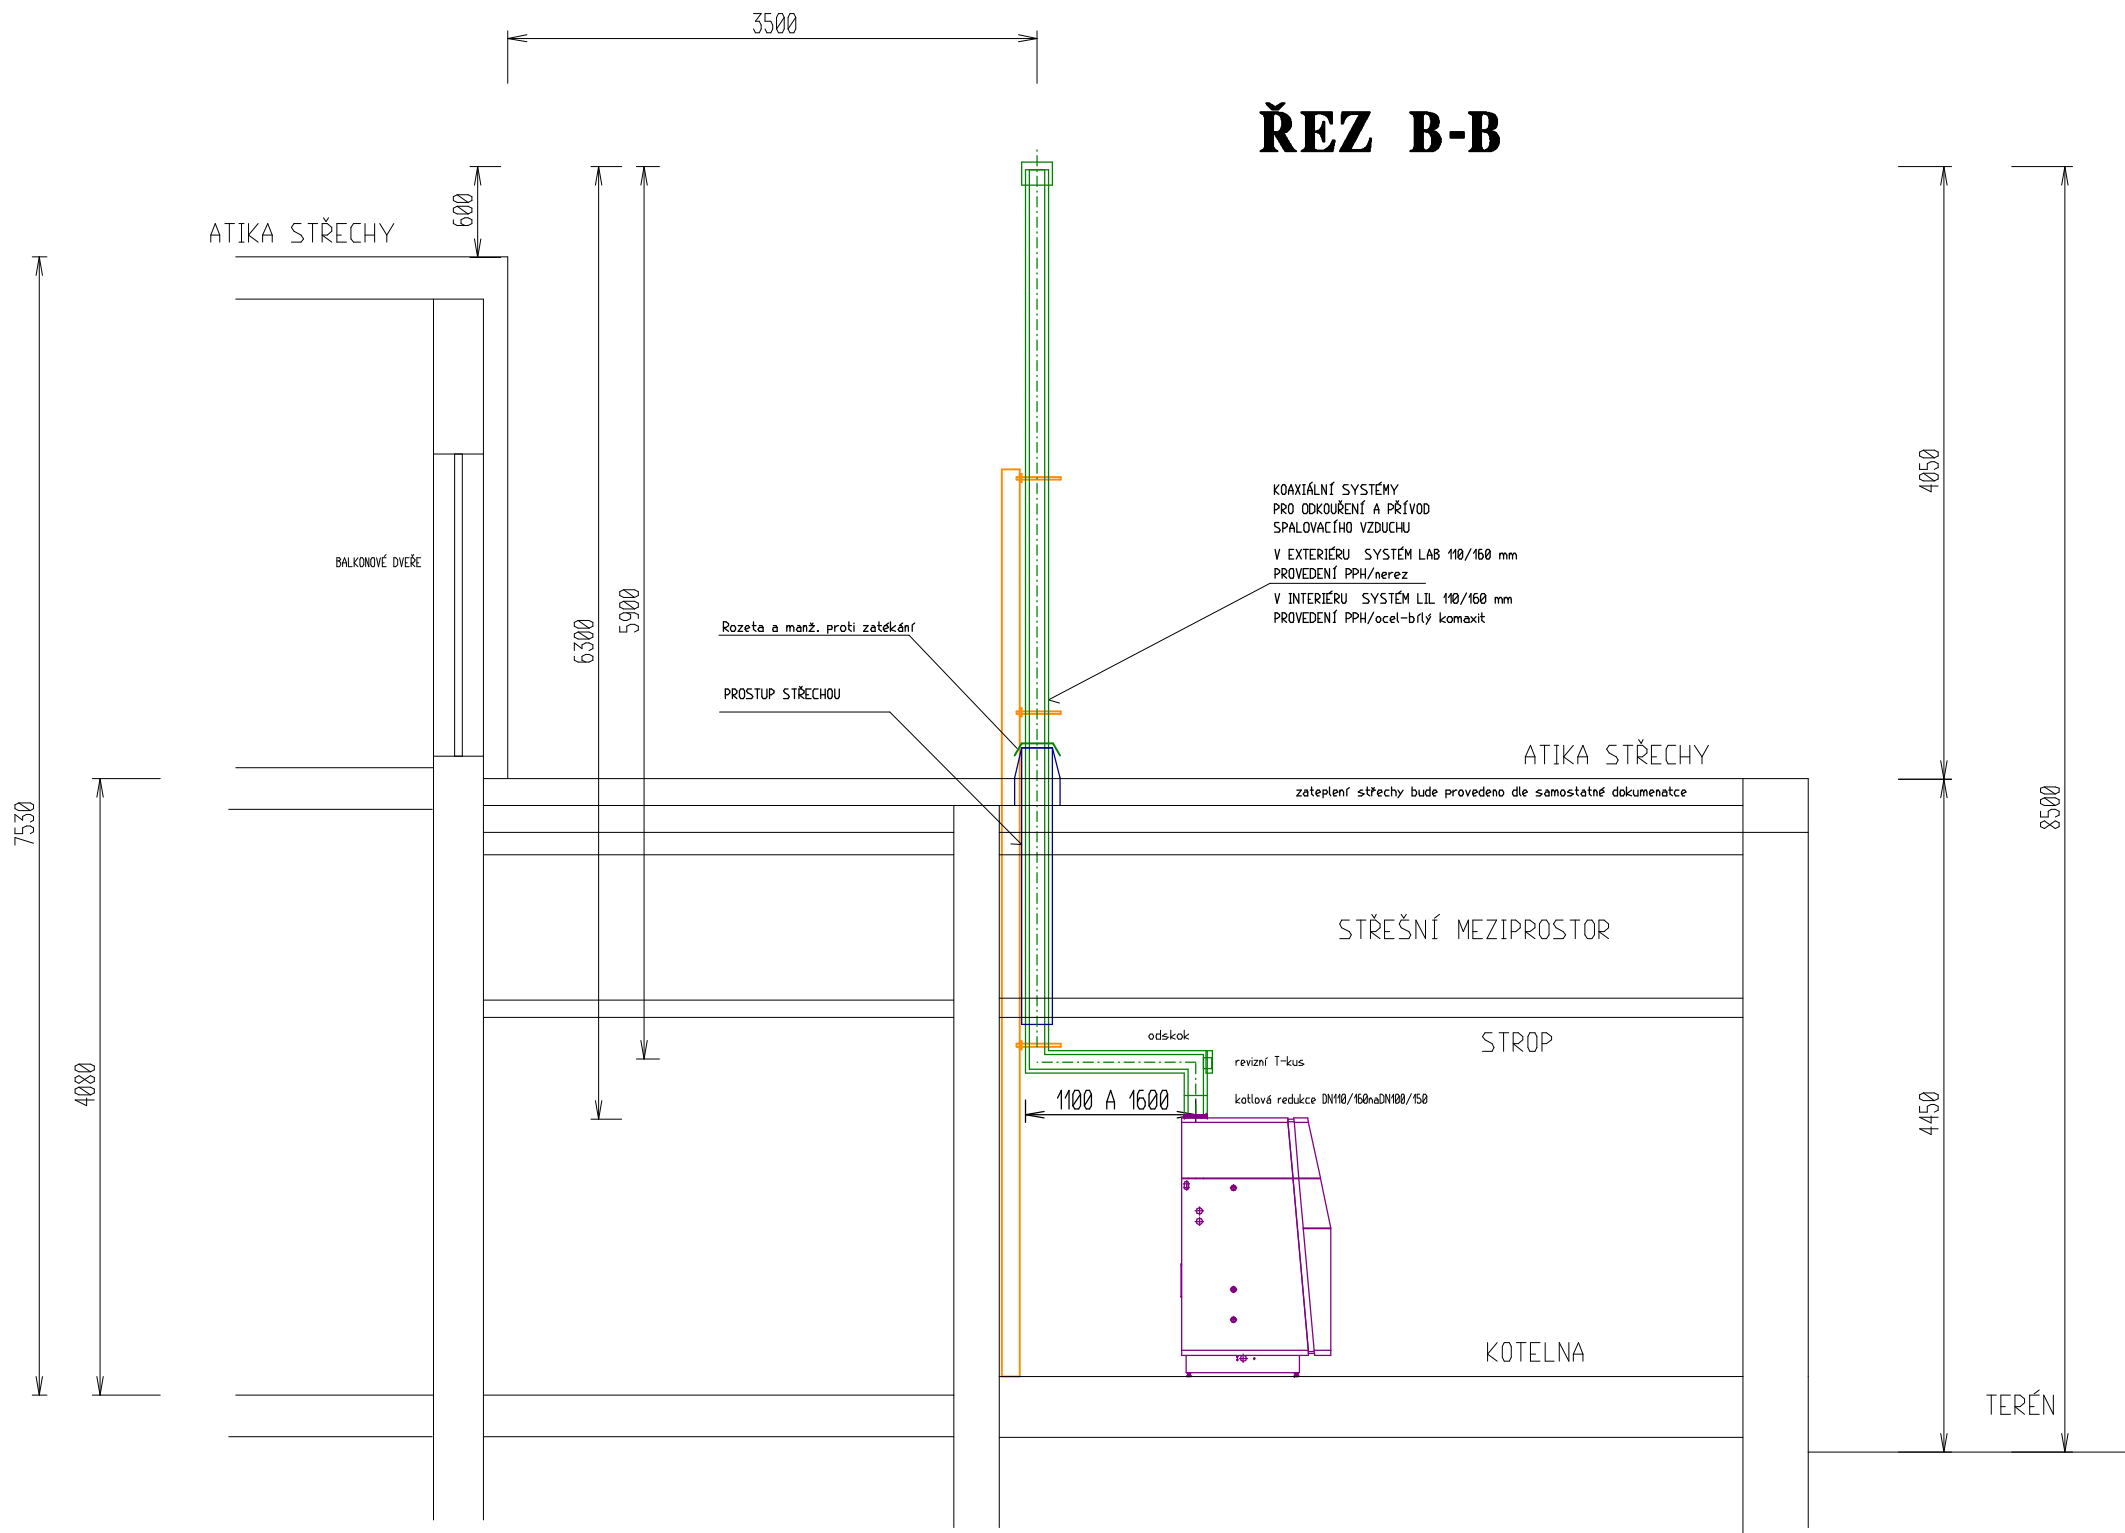 3500
ŘEZ B-B
600
ATIKA STŘECHY
4050
KOAXIÁLNÍ SYSTÉMY
PRO ODKOUŘENÍ A PŘÍVOD
SPALOVACÍHO VZDUCHU
V EXTERIÉRU SYSTÉM LAB 110/160 mm
PROVEDENÍ PPH/nerez
V INTERIÉRU SYSTÉM LIL 110/160 mm
PROVEDENÍ PPH/ocel-bílý komaxit
BALKONOVÉ DVEŘE
5900
6300
Rozeta a manž. proti zatékání
PROSTUP STŘECHOU
ATIKA STŘECHY
zateplení střechy bude provedeno dle samostatné dokumenatce
7530
8500
STŘEŠNÍ MEZIPROSTOR
odskok
STROP
revizní T-kus
4080
1100 A 1600
kotlová redukce DN110/160naDN100/150
4450
KOTELNA
TERÉN